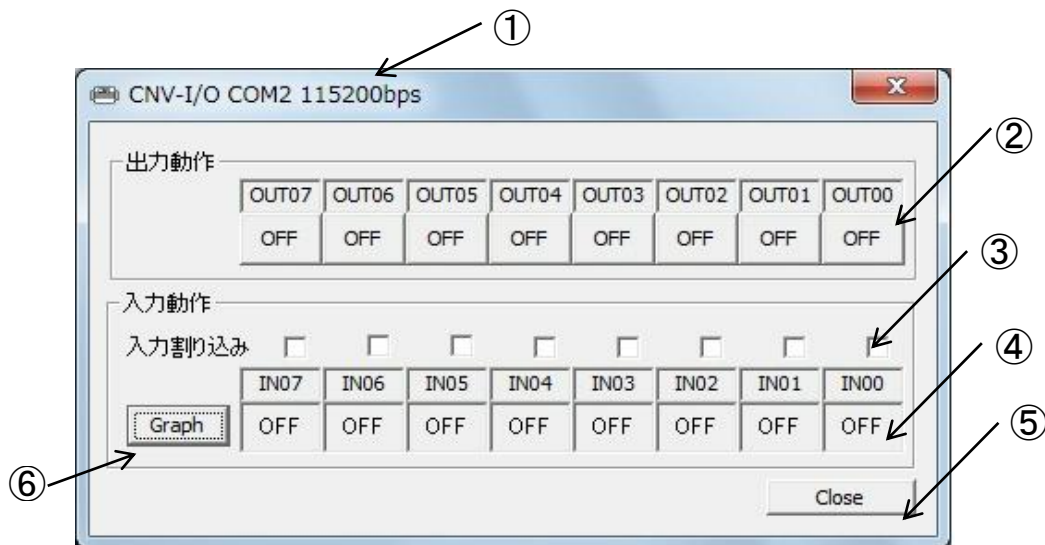 ①
CNV-I/O COM2 115200bps
②
出力動作
OUT07 OUT06 OUT05 OUT04 OUT03 OUT02 OUT01 OUT00
OFF OFF OFF OFF OFF OFF OFF OFF
③
入力動作
入力割り込み
④
IN07 IN06 IN05 IN04 IN03 IN02 IN01 IN00
Graph OFF OFF OFF OFF OFF OFF OFF OFF
⑤
⑥
Close